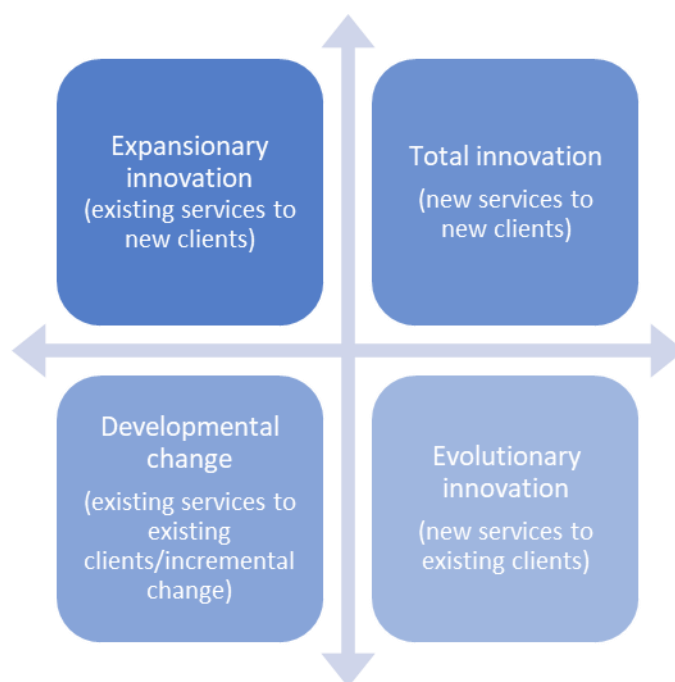 Expansionary
innovation
(existing services to
new clients)
Total innovation
(new services to
new clients)
Developmental
change
(existing services to
existing
clients/incremental
change)
Evolutionary
innovation
(new services to
existing clients)